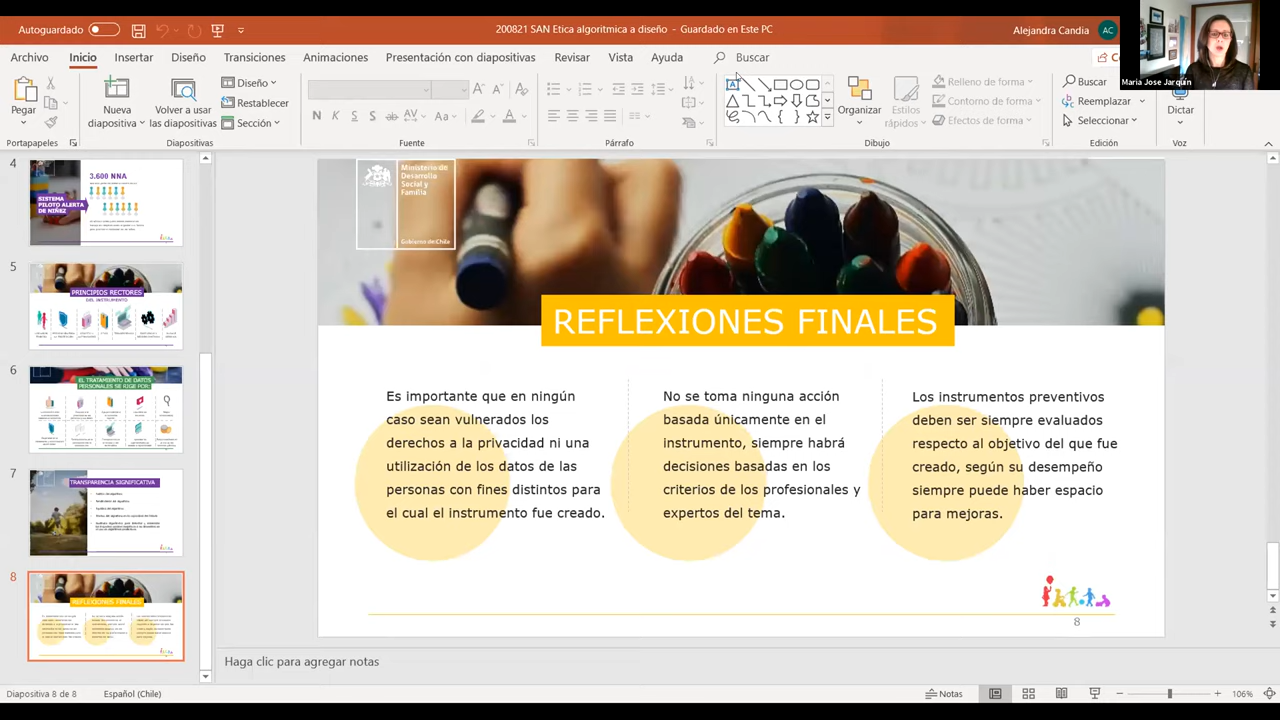 Autoguardado
200821 SAN Etica algoritmica a diseño - Guardado en Este PC
Alejandra Candia
AC
Maria Jose Jarquin
Archivo
Inicio
Insertar
Diseño
Transiciones
Animaciones
Presentación con diapositivas
Revisar
Vista
Ayuda
Buscar
Pegar
Nueva
diapositiva
Volver a usar
las diapositivas
Diseño
Restablecer
Sección
N
S
ab
AV
Aa
A
Organizar
Estilos
rápidos
Relleno de forma
Contorno de forma
Efectos de forma
Buscar
Reemplazar
Seleccionar
Dictar
Portapapeles
Diapositivas
Fuente
Párrafo
Dibujo
Edición
Voz
4
3.600 NNA
SISTEMA
PILOTO ALERTA
DE NIÑEZ
5
PRINCIPIOS RECTORES
DEL INSTRUMENTO
6
EL TRATAMIENTO DE DATOS
PERSONALES SE RIGE POR:
7
TRANSPARENCIA SIGNIFICATIVA
8
REFLEXIONES FINALES
Ministerio de
Desarrollo
Social y
Familia
Gobierno de Chile
REFLEXIONES FINALES
Es importante que en ningún
caso sean vulnerados los
derechos a la privacidad ni una
utilización de los datos de las
personas con fines distintos para
el cual el instrumento fue creado.
No se toma ninguna acción
basada únicamente en el
instrumento, siempre habrá
decisiones basadas en los
criterios de los profesionales y
expertos del tema.
Los instrumentos preventivos
deben ser siempre evaluados
respecto al objetivo del que fue
creado, según su desempeño
siempre puede haber espacio
para mejoras.
8
Haga clic para agregar notas
Diapositiva 8 de 8
Español (Chile)
Notas
106%